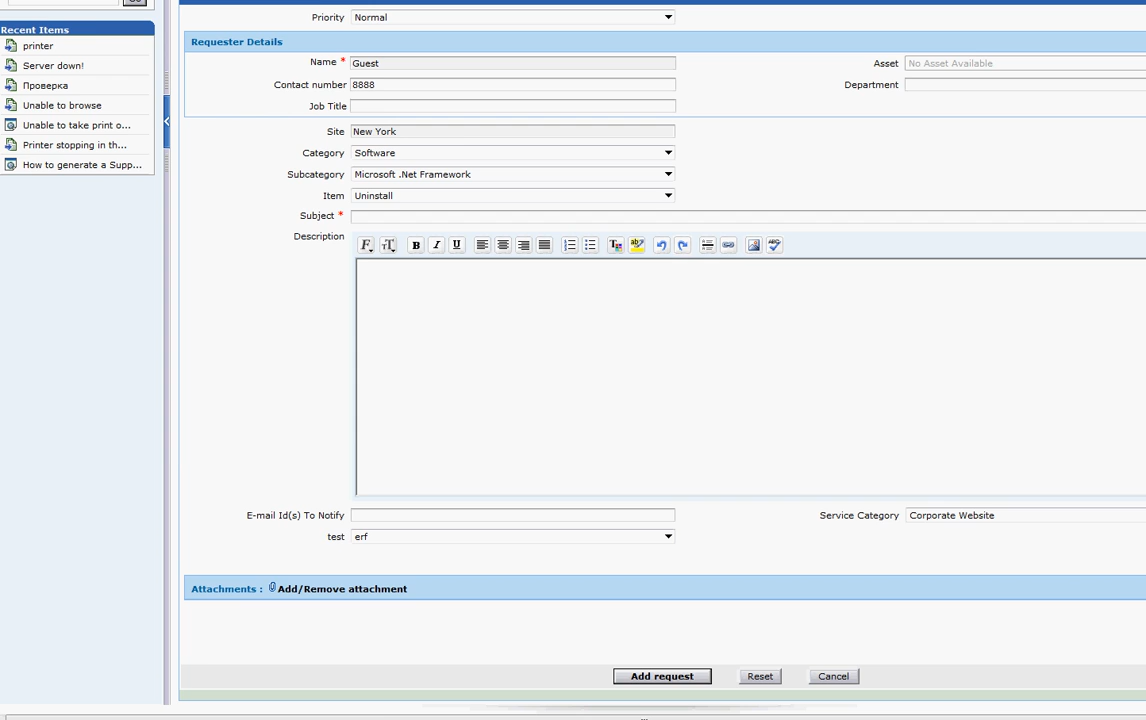 Go
Recent Items
printer
Server down!
Проверка
Unable to browse
Unable to take print o...
Printer stopping in th...
How to generate a Supp...
Priority Normal
Requester Details
Name * Guest Asset No Asset Available
Contact number 8888 Department
Job Title
Site New York
Category Software
Subcategory Microsoft .Net Framework
Item Uninstall
Subject *
Description
F T B I U
E-mail Id(s) To Notify Service Category Corporate Website
test erf
Attachments : Add/Remove attachment
Add request Reset Cancel